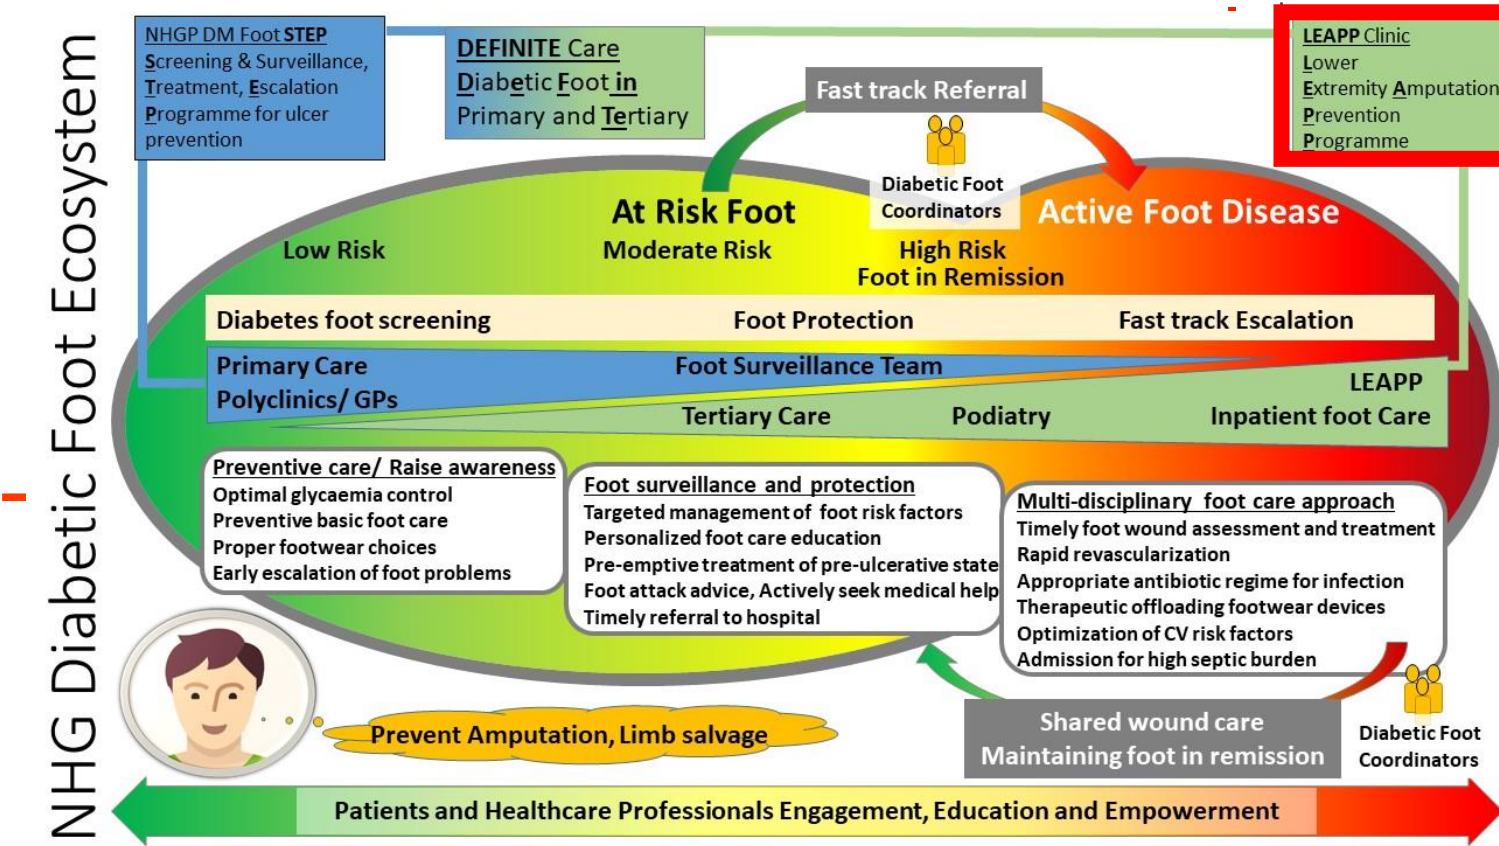 NHG Diabetic Foot Ecosystem
NHGP DM Foot STEP
Screening & Surveillance,
Treatment, Escalation
Programme for ulcer
prevention
DEFINITE Care
Diabetic Foot in
Primary and Tertiary
Fast track Referral
LEAPP Clinic
Lower
Extremity Amputation
Prevention
Programme
Diabetic Foot
Coordinators
At Risk Foot
Active Foot Disease
Low Risk
Moderate Risk
High Risk
Foot in Remission
Diabetes foot screening
Foot Protection
Fast track Escalation
Primary Care
Polyclinics/ GPs
Foot Surveillance Team
LEAPP
Tertiary Care
Podiatry
Inpatient foot Care
Preventive care/ Raise awareness
Optimal glycaemia control
Preventive basic foot care
Proper footwear choices
Early escalation of foot problems
Foot surveillance and protection
Targeted management of foot risk factors
Personalized foot care education
Pre-emptive treatment of pre-ulcerative state
Foot attack advice, Actively seek medical help
Timely referral to hospital
Multi-disciplinary foot care approach
Timely foot wound assessment and treatment
Rapid revascularization
Appropriate antibiotic regime for infection
Therapeutic offloading footwear devices
Optimization of CV risk factors
Admission for high septic burden
Prevent Amputation, Limb salvage
Shared wound care
Maintaining foot in remission
Diabetic Foot
Coordinators
Patients and Healthcare Professionals Engagement, Education and Empowerment